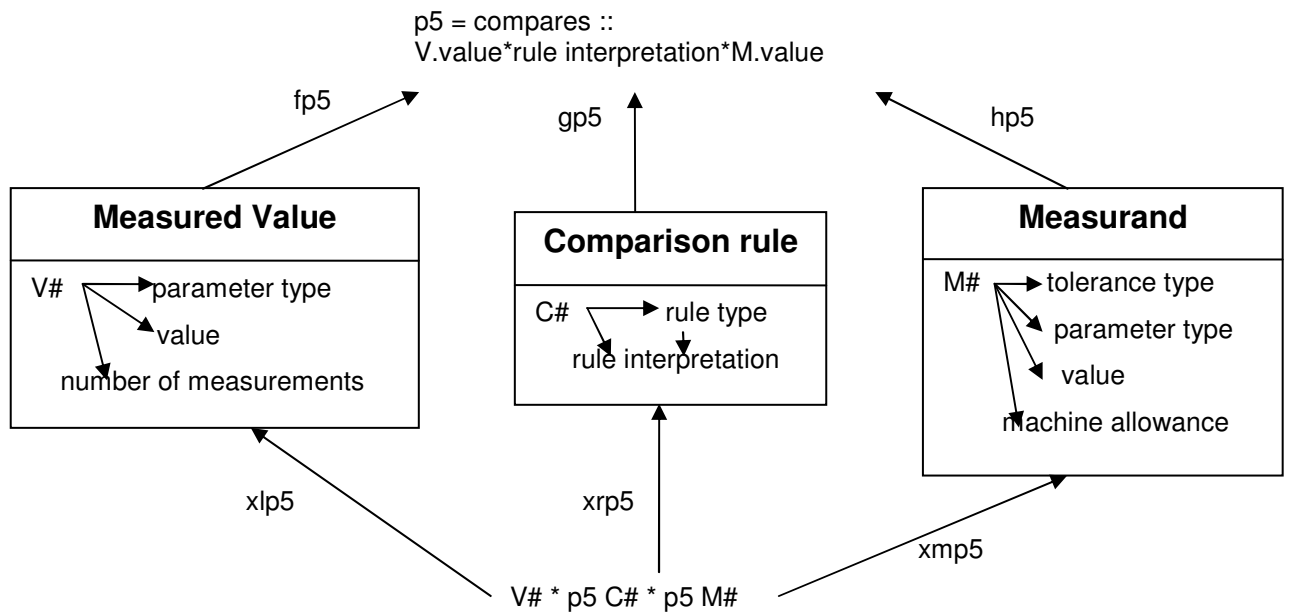 p5 = compares ::
V.value*rule interpretation*M.value
fp5
gp5
hp5
Measured Value
V#
parameter type
value
number of measurements
Comparison rule
C#
rule type
rule interpretation
Measurand
M#
tolerance type
parameter type
value
machine allowance
xlp5
xrp5
xmp5
V# * p5 C# * p5 M#